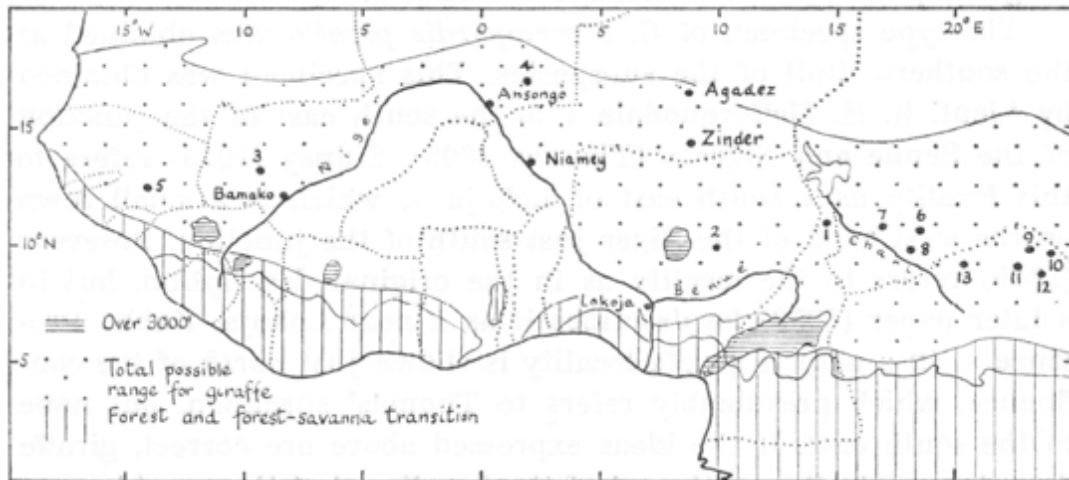 15°W 10 5 0 5 10 15 20°E
4
Ansongo
Agadez
15
Zinder
3
Niamey
5
Bamako
10°N
2
7 6
1
8
9
10
13 11
12
Lokoja
Over 3000'
5
Total possible
range for giraffe
Forest and forest-savanna transition